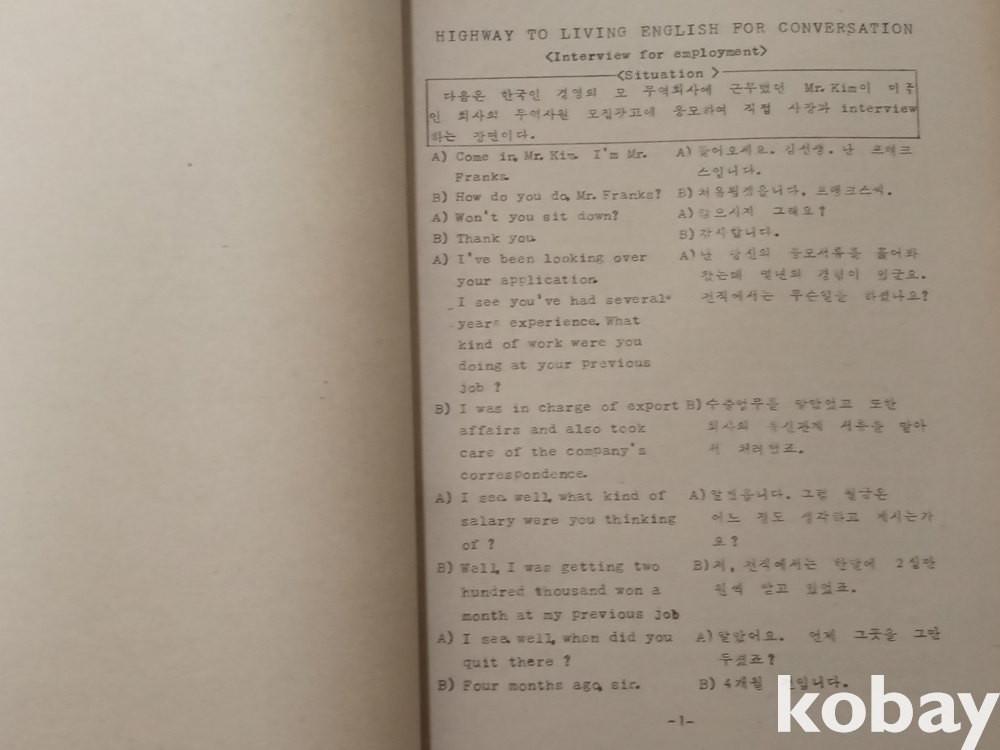 HIGHWAY TO LIVING ENGLISH FOR CONVERSATION
<Interview for employment>
<Situation >
다음은 한국인 경영의 모 무역회사에 근무했던 Mr. Kim이 미국
인 회사의 무역사원 모집광고에 응모하여 직접 사장과 interview
하는 장면이다.
A) Come in, Mr. Kim. I'm Mr.
Franks.
A) 들어오세요. 김선생. 난 프랭크
스입니다.
B) How do you do, Mr. Franks?
B) 처음뵙겠읍니다. 프랭크스씨.
A) Won't you sit down?
A) 앉으시지 그래요?
B) Thank you.
B) 감사합니다.
A) I've been looking over
your application.
I see you've had several
years experience. What
kind of work were you
doing at your previous
job ?
A) 난 당신의 응모서류를 훑어봐
왔는데 몇년의 경험이 있군요.
전직에서는 무슨일을 하셨나요?
B) I was in charge of export
affairs and also took
care of the company's
correspondence.
B) 수출업무를 맡았었고 또한
회사의 통신관계 서류를 맡아
서 처리했죠.
A) I see. well, what kind of
salary were you thinking
of ?
A) 알겠읍니다. 그럼 월급은
어느 정도 생각하고 계시는가
요?
B) Well, I was getting two
hundred thousand won a
month at my previous job
B) 저, 전직에서는 한달에 2십만
원씩 받고 있었죠.
A) I see. well, when did you
quit there ?
A) 알았어요. 언제 그곳을 그만
두셨죠?
B) Four months ago, sir.
B) 4개월 전입니다.
-1-
kobay